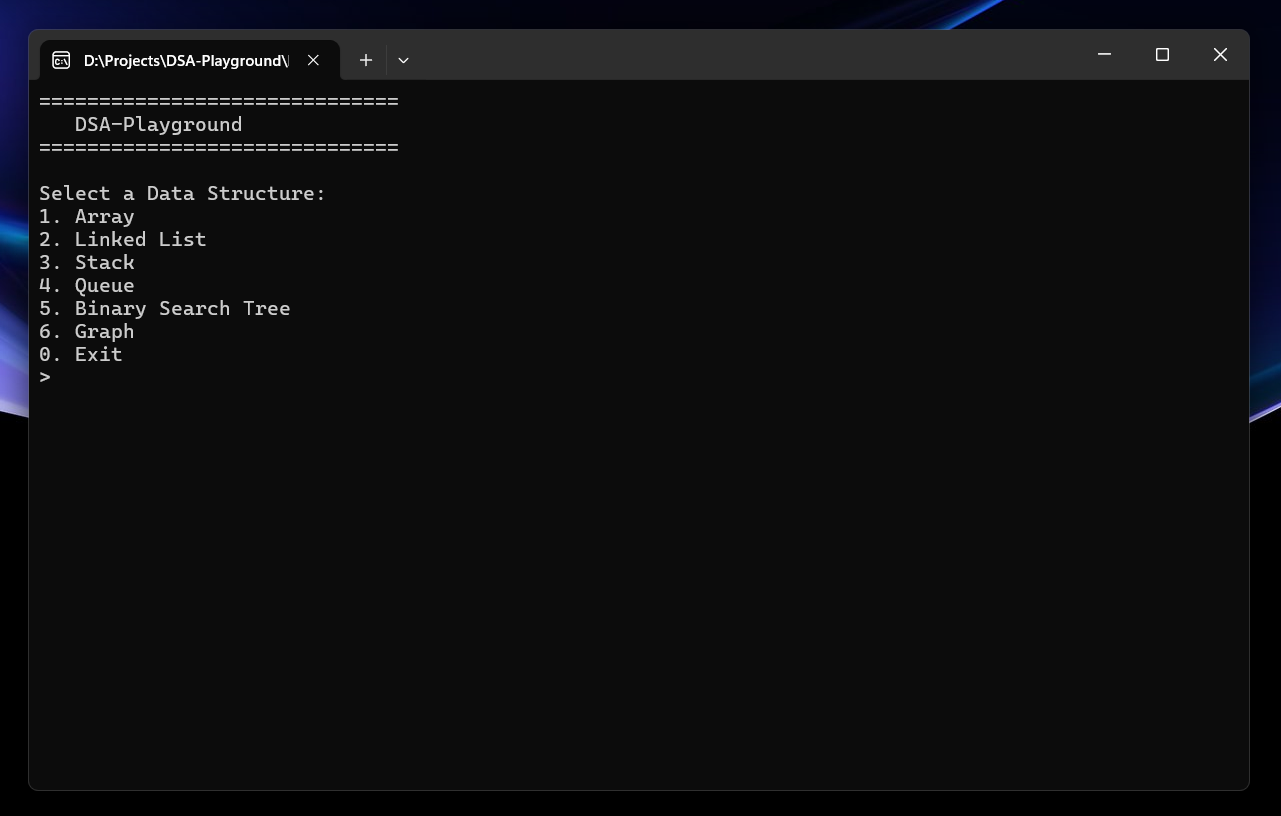 D:\Projects\DSA-Playground\
==============================
   DSA-Playground
==============================
Select a Data Structure:
1. Array
2. Linked List
3. Stack
4. Queue
5. Binary Search Tree
6. Graph
0. Exit
>